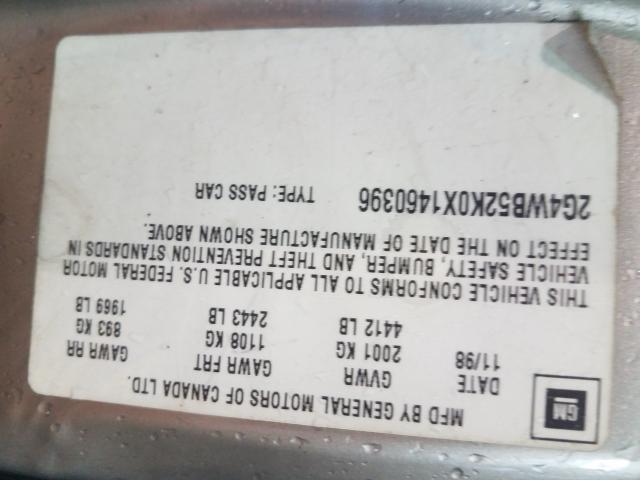 MFD BY GENERAL MOTORS OF CANADA LTD.
GM
DATE GVWR GAWR FRT GAWR RR
11/98 2001 KG 1108 KG 893 KG
4412 LB 2443 LB 1969 LB
THIS VEHICLE CONFORMS TO ALL APPLICABLE U.S. FEDERAL MOTOR
VEHICLE SAFETY, BUMPER, AND THEFT PREVENTION STANDARDS IN
EFFECT ON THE DATE OF MANUFACTURE SHOWN ABOVE.
2G4WB52K0X1460396 TYPE: PASS CAR